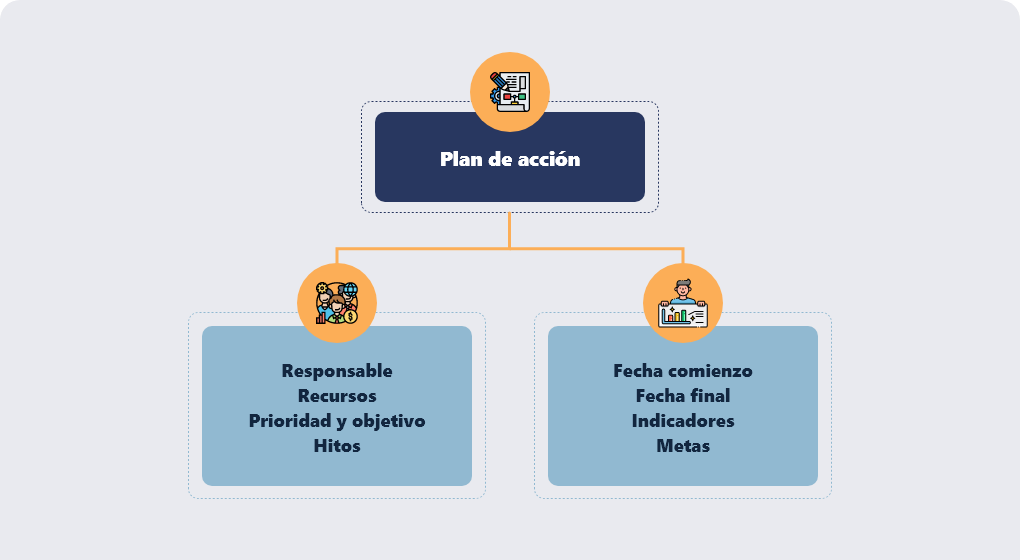 Plan de acción
Responsable
Recursos
Prioridad y objetivo
Hitos
Fecha comienzo
Fecha final
Indicadores
Metas